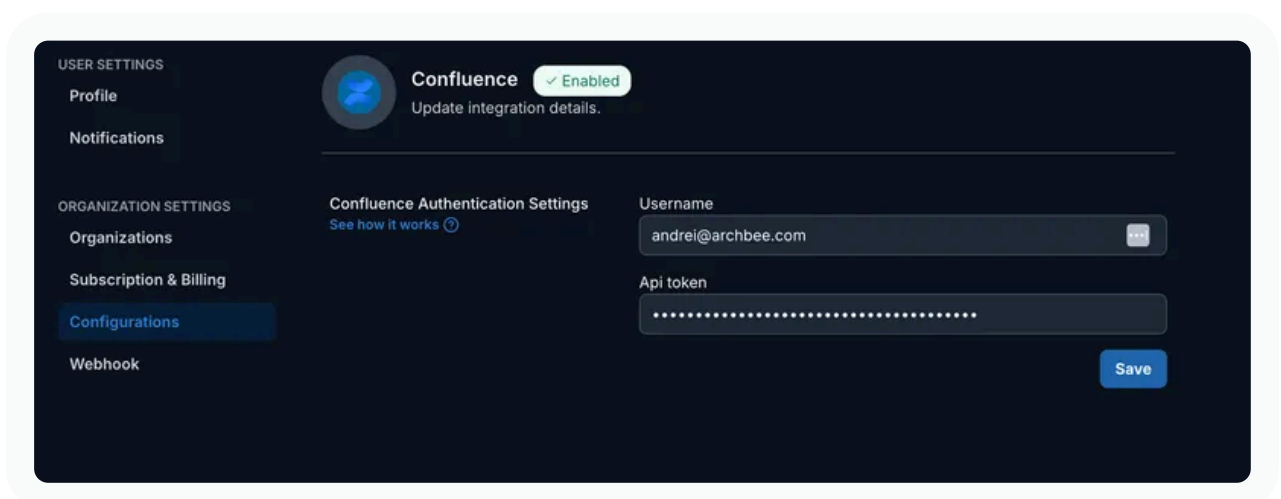 USER SETTINGS
Profile
Notifications
ORGANIZATION SETTINGS
Organizations
Subscription & Billing
Configurations
Webhook
Confluence
✓ Enabled
Update integration details.
Confluence Authentication Settings
See how it works ?
Username
andrei@archbee.com
Api token
••••••••••••••••••••••••••••••••••••••
Save